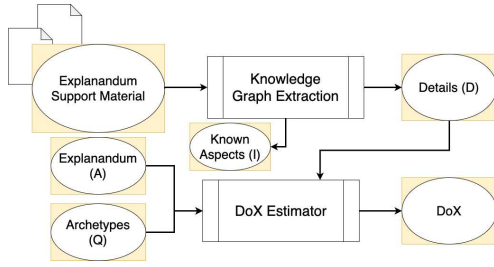 Explanandum
Support Material
Knowledge
Graph Extraction
Details (D)
Known
Aspects (I)
Explanandum
(A)
DoX Estimator
DoX
Archetypes
(Q)